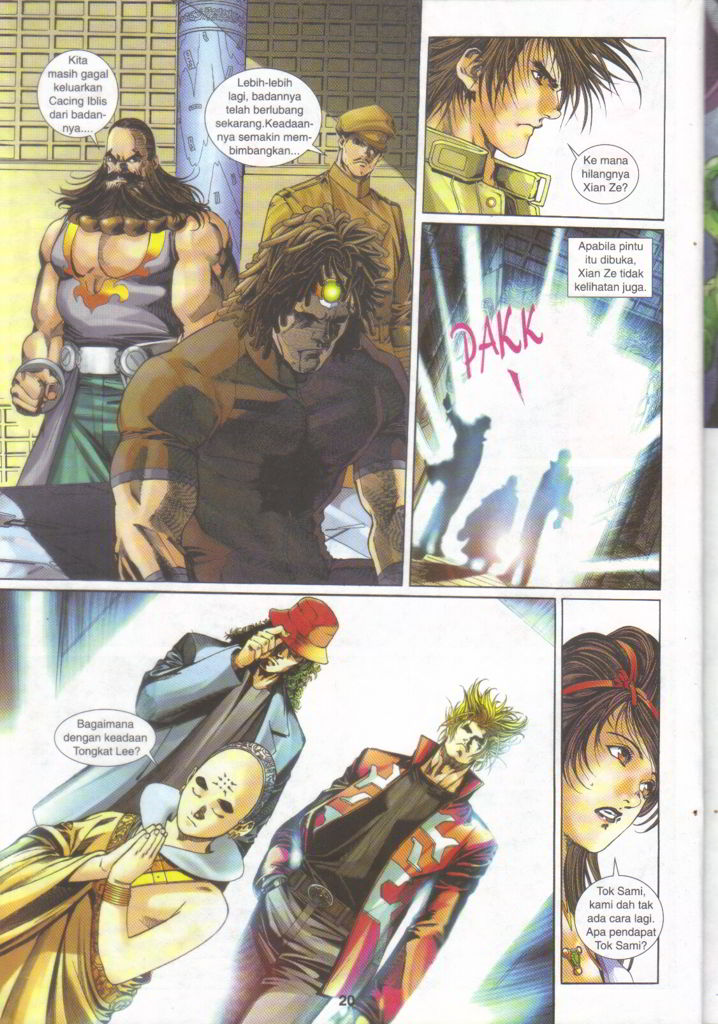 Kita
masih gagal
keluarkan
Cacing Iblis
dari badan-
nya....
Lebih-lebih
lagi, badannya
telah berlubang
sekarang.Keadaan-
nya semakin mem-
bimbangkan...
Ke mana
hilangnya
Xian Ze?
Apabila pintu
itu dibuka,
Xian Ze tidak
kelihatan juga.
PAKK
Bagaimana
dengan keadaan
Tongkat Lee?
Tok Sami,
kami dah tak
ada cara lagi.
Apa pendapat
Tok Sami?
20